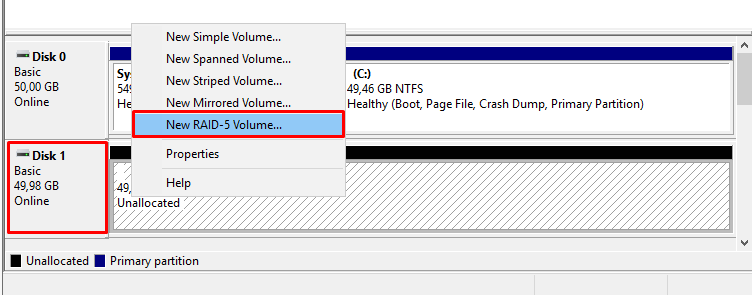 New Simple Volume...
New Spanned Volume...
New Striped Volume...
New Mirrored Volume...
New RAID-5 Volume...
Properties
Help
Disk 0
Basic
50,00 GB
Online
Sy
549
He
(C:)
49,46 GB NTFS
Healthy (Boot, Page File, Crash Dump, Primary Partition)
Disk 1
Basic
49,98 GB
Online
49,
Unallocated
Unallocated
Primary partition